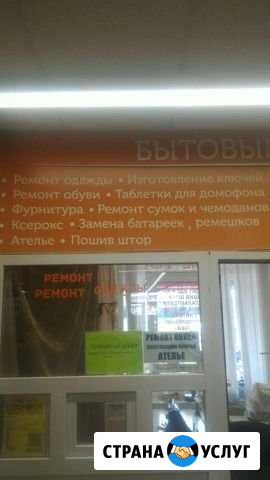 БЫТОВЫ
• Ремонт одежды • Изготовление ключей
• Ремонт обуви • Таблетки для домофона
• Фурнитура • Ремонт сумок и чемоданов
• Ксерокс • Замена батареек , ремешков
• Ателье • Пошив штор
РЕМОНТ
РЕМОНТ
РЕМОНТ
АТЕЛЬЕ
СТРАНА УСЛУГ